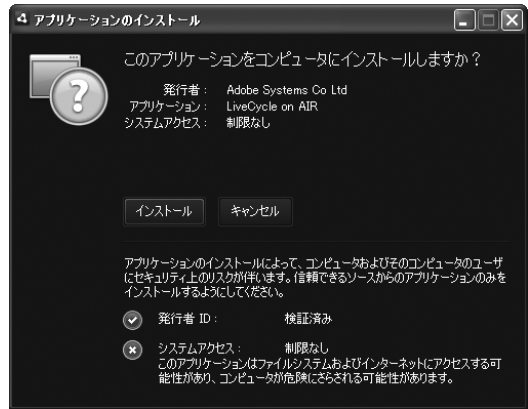 アプリケーションのインストール
このアプリケーションをコンピュータにインストールしますか？
発行者： Adobe Systems Co Ltd
アプリケーション： LiveCycle on AIR
システムアクセス： 制限なし
インストール キャンセル
アプリケーションのインストールによって、コンピュータおよびそのコンピュータのユーザ
にセキュリティ上のリスクが伴います。信頼できるソースからのアプリケーションのみを
インストールするようにしてください。
発行者 ID： 検証済み
システムアクセス： 制限なし
このアプリケーションはファイルシステムおよびインターネットにアクセスする可
能性があり、コンピュータが危険にさらされる可能性があります。